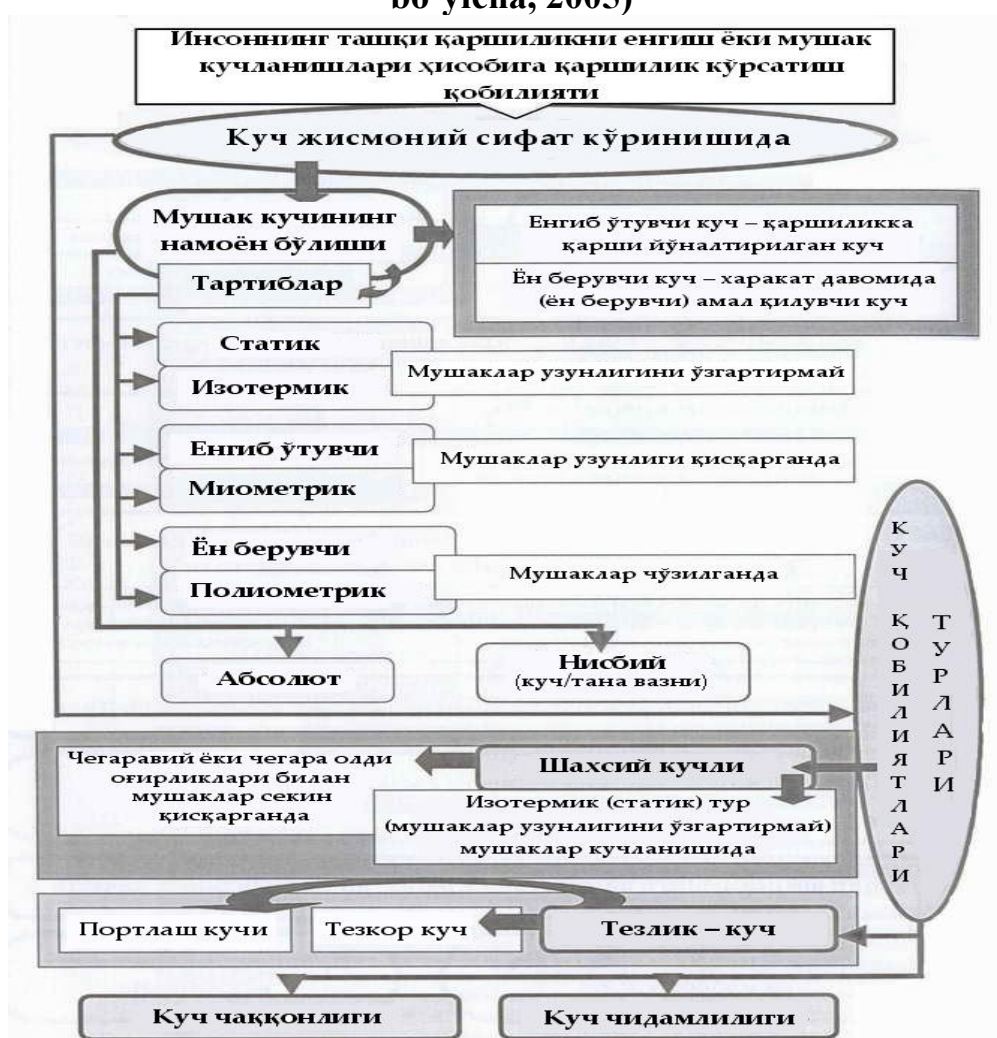 bo'yicha, 2005)
Инсоннинг ташқи қаршиликни енгиш ёки мушак
кучланишлари ҳисобига қаршилик кўрсатиш
қобилияти
Куч жисмоний сифат кўринишида
Мушак кучининг
намоён бўлиши
Тартиблар
Енгиб ўтувчи куч – қаршиликка
қарши йўналтирилган куч
Ён берувчи куч – харакат давомида
(ён берувчи) амал қилувчи куч
Статик
Изотермик
Мушаклар узунлигини ўзгартирмай
Енгиб ўтувчи
Миометрик
Мушаклар узунлиги қисқарганда
Ён берувчи
Полиометрик
Мушаклар чўзилганда
Абсолют
Нисбий
(куч/тана вазни)
КУЧ ҚОБИЛИЯТЛАРИ
ТУРЛАРИ
Чегаравий ёки чегара олди
оғирликлари билан
мушаклар секин
қисқарганда
Шахсий кучли
Изотермик (статик) тур
(мушаклар узунлигини ўзгартирмай)
мушаклар кучланишида
Портлаш кучи
Тезкор куч
Тезлик – куч
Куч чаққонлиги
Куч чидамлилиги